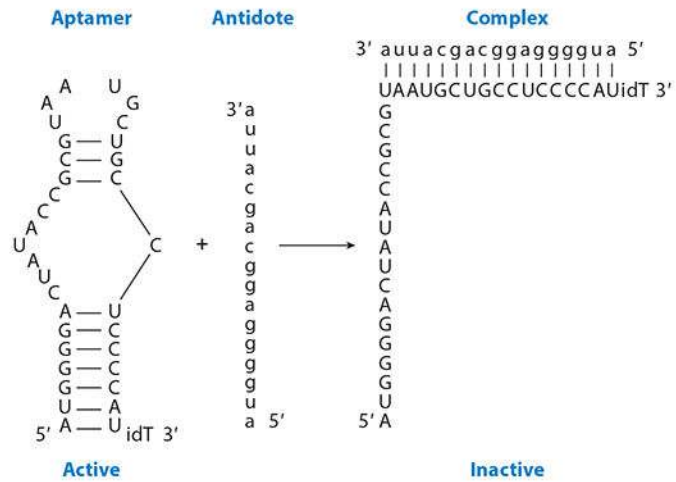 Aptamer
A U
A G
U C
G U
C G
G C
C
C
A
U C
A
U
C
A U
G C
G C
G C
G C
U A
5′ A U idT 3′
Active
+
Antidote
3′ a
u
u
a
c
g
a
c
g
g
a
g
g
g
g
u
a 5′
Complex
3′ auuacgacggaggggua 5′
UAAUGCUGCCUCCCCAUidT 3′
G
C
G
C
C
A
U
A
U
C
A
G
G
G
G
U
5′ A
Inactive